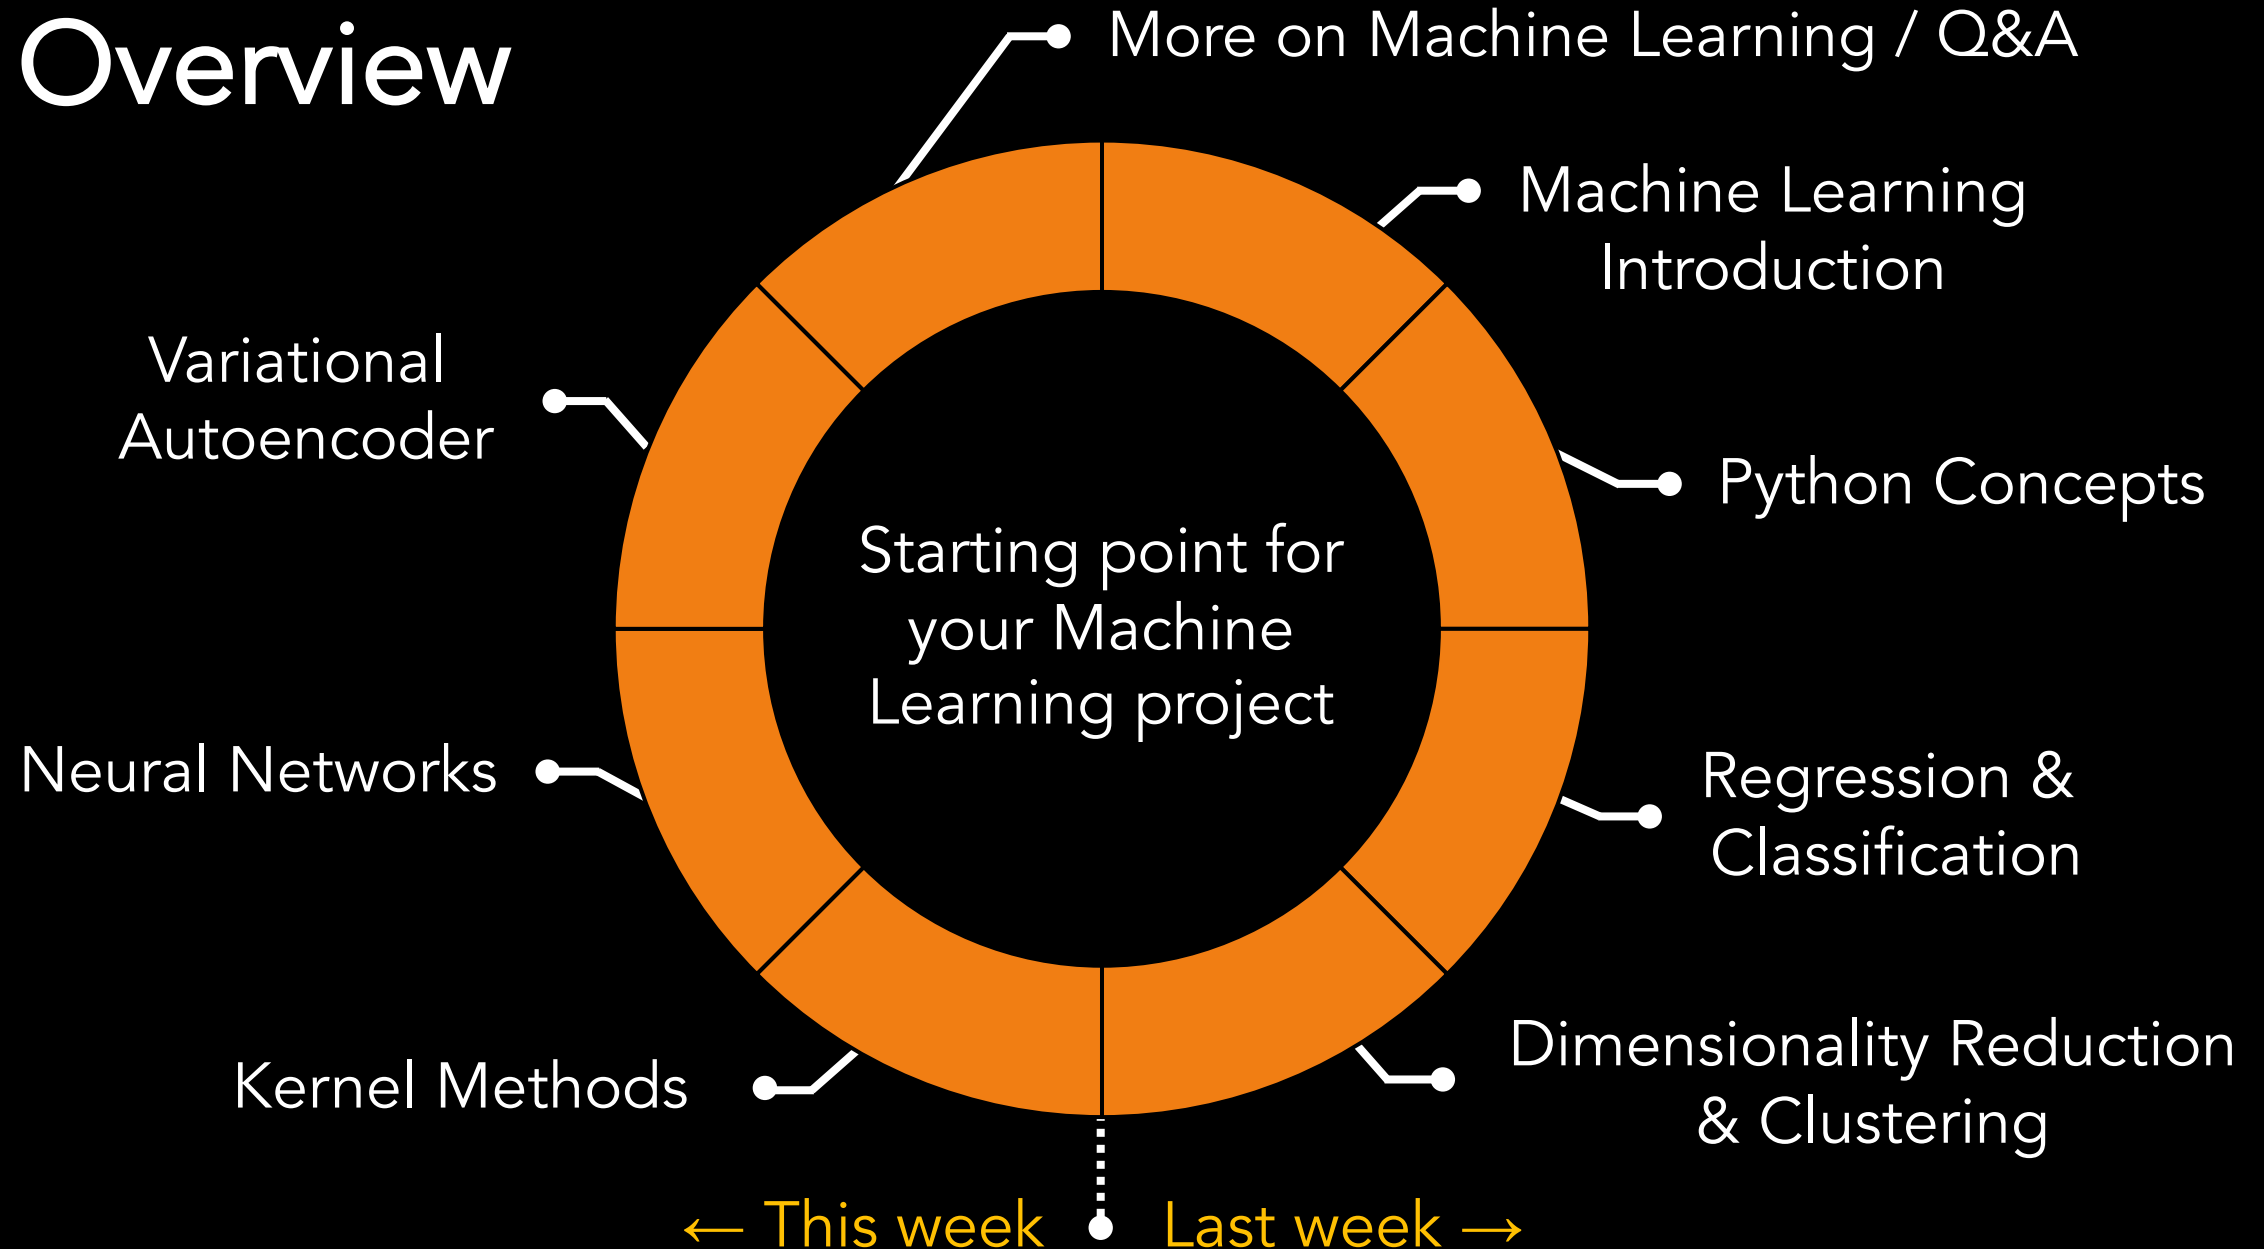 Overview
More on Machine Learning / Q&A
Machine Learning
Introduction
Python Concepts
Regression &
Classification
Dimensionality Reduction
& Clustering
Kernel Methods
Neural Networks
Variational
Autoencoder
Starting point for
your Machine
Learning project
← This week
Last week →